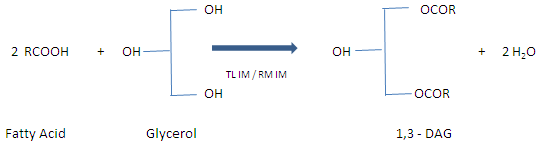 OH
OCOR
2 RCOOH + OH OH + 2 H₂O
TL IM / RM IM
OH
OCOR
Fatty Acid Glycerol 1,3 - DAG